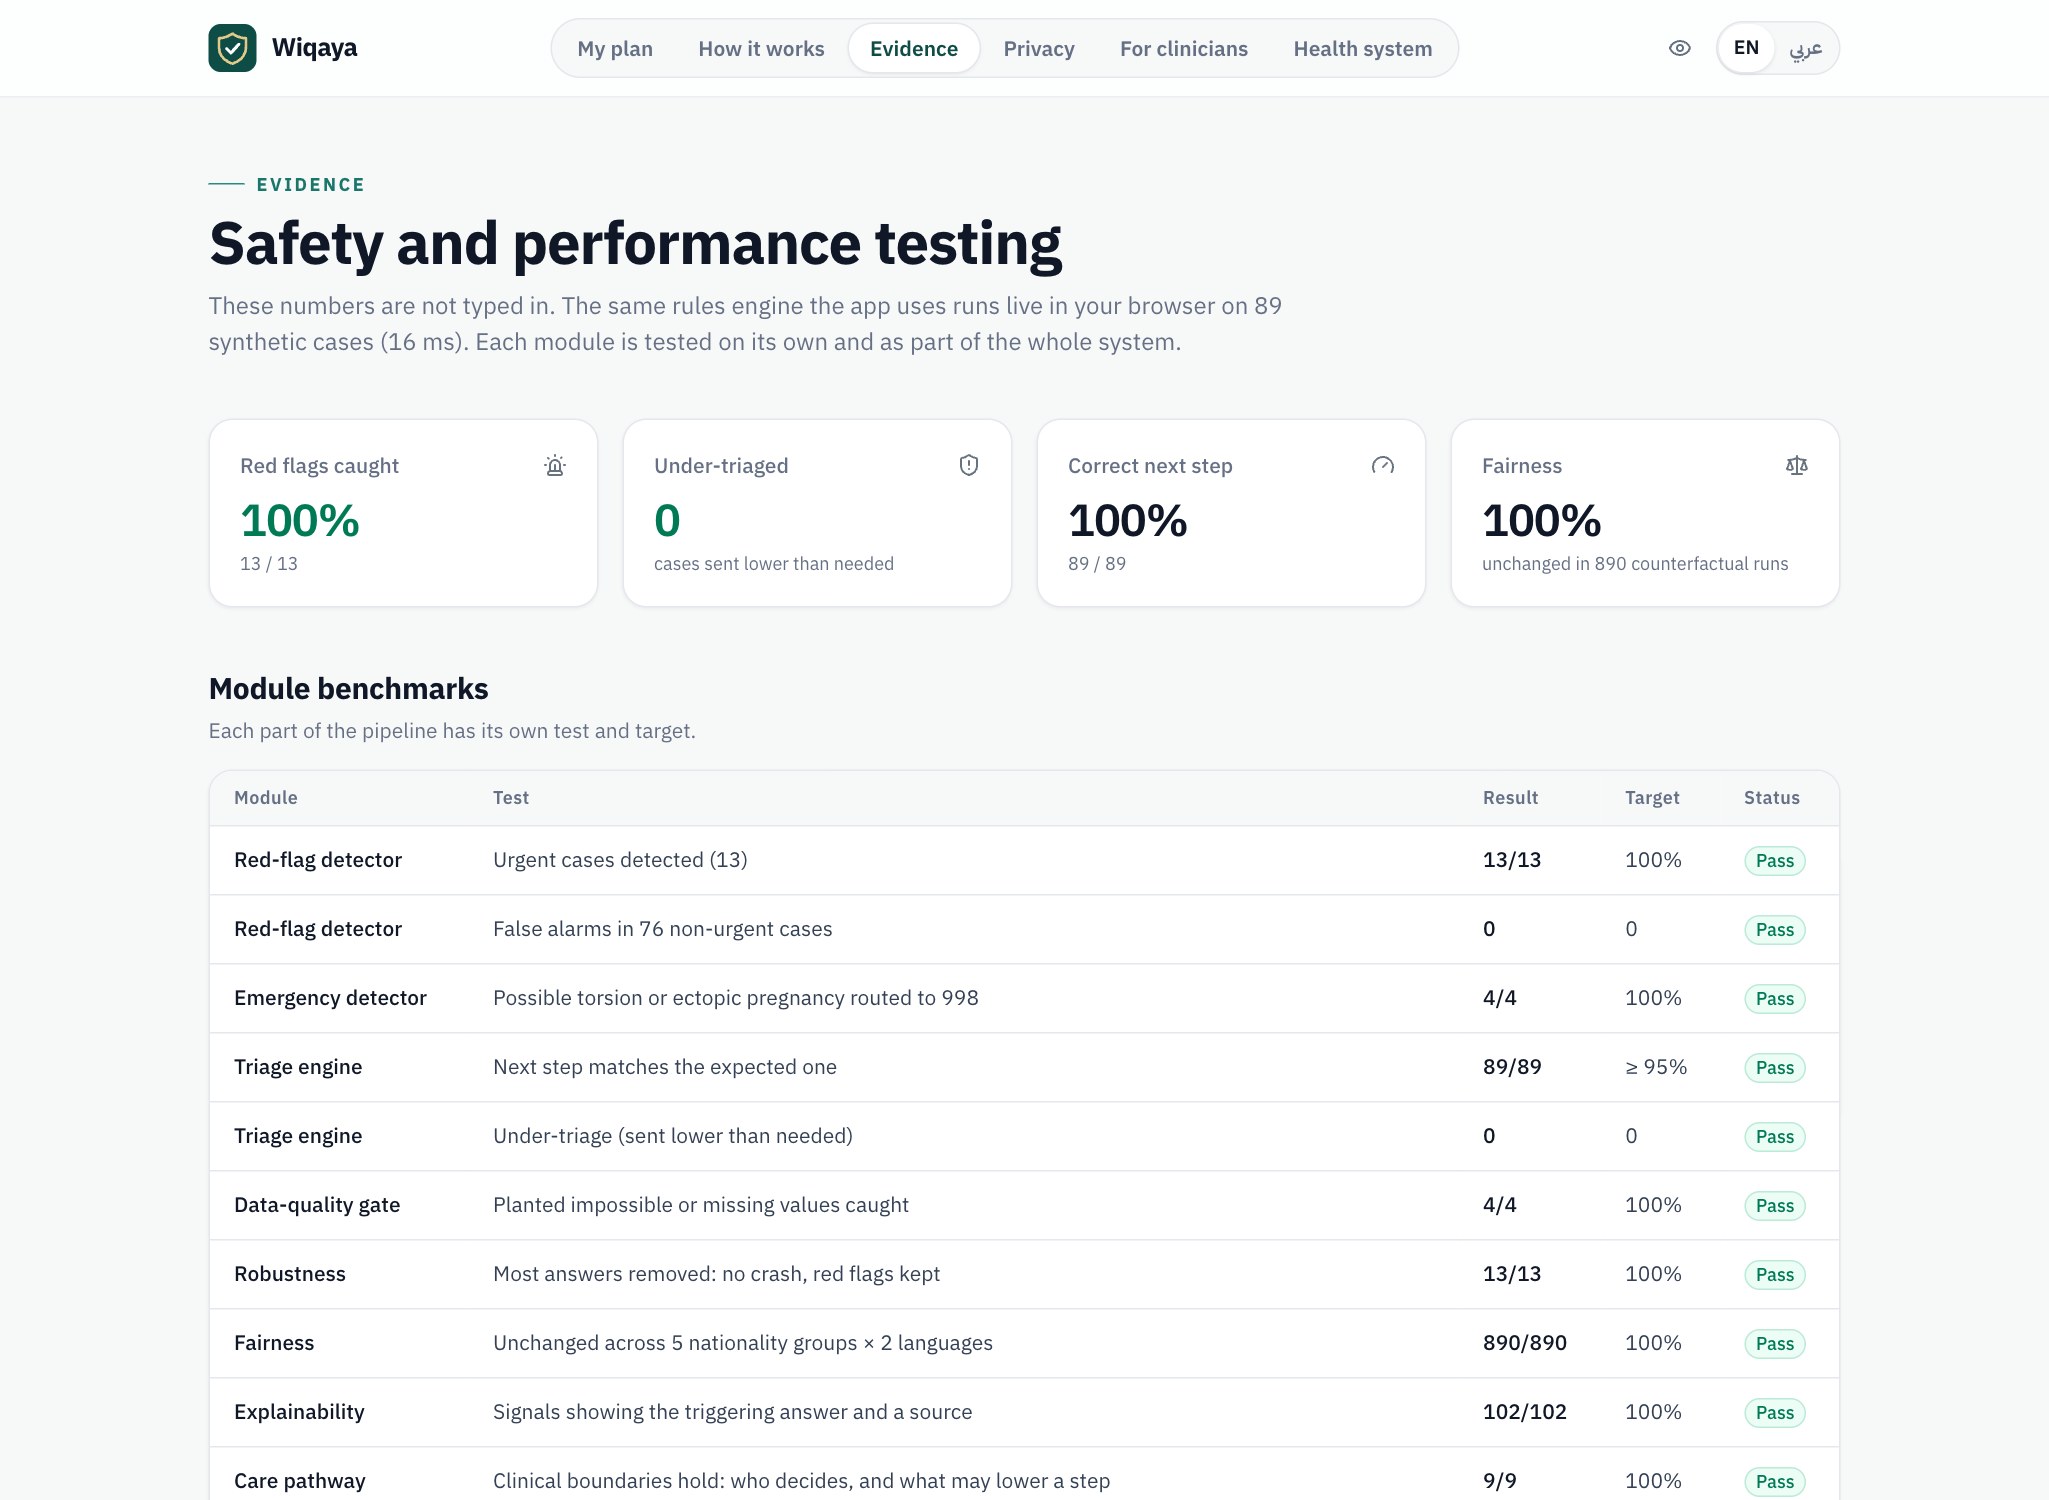 Wiqaya
My plan
How it works
Evidence
Privacy
For clinicians
Health system
EN
عربي
EVIDENCE
Safety and performance testing
These numbers are not typed in. The same rules engine the app uses runs live in your browser on 89
synthetic cases (16 ms). Each module is tested on its own and as part of the whole system.
Red flags caught
100%
13 / 13
Under-triaged
0
cases sent lower than needed
Correct next step
100%
89 / 89
Fairness
100%
unchanged in 890 counterfactual runs
Module benchmarks
Each part of the pipeline has its own test and target.
Module Test Result Target Status
Red-flag detector Urgent cases detected (13) 13/13 100% Pass
Red-flag detector False alarms in 76 non-urgent cases 0 0 Pass
Emergency detector Possible torsion or ectopic pregnancy routed to 998 4/4 100% Pass
Triage engine Next step matches the expected one 89/89 ≥ 95% Pass
Triage engine Under-triage (sent lower than needed) 0 0 Pass
Data-quality gate Planted impossible or missing values caught 4/4 100% Pass
Robustness Most answers removed: no crash, red flags kept 13/13 100% Pass
Fairness Unchanged across 5 nationality groups × 2 languages 890/890 100% Pass
Explainability Signals showing the triggering answer and a source 102/102 100% Pass
Care pathway Clinical boundaries hold: who decides, and what may lower a step 9/9 100% Pass